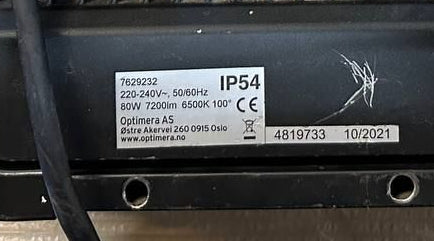 7629232 IP54
220-240V~, 50/60Hz
80W 7200lm 6500K 100° CE
Optimera AS
Østre Akervei 260 0915 Oslo
www.optimera.no
4819733 10/2021